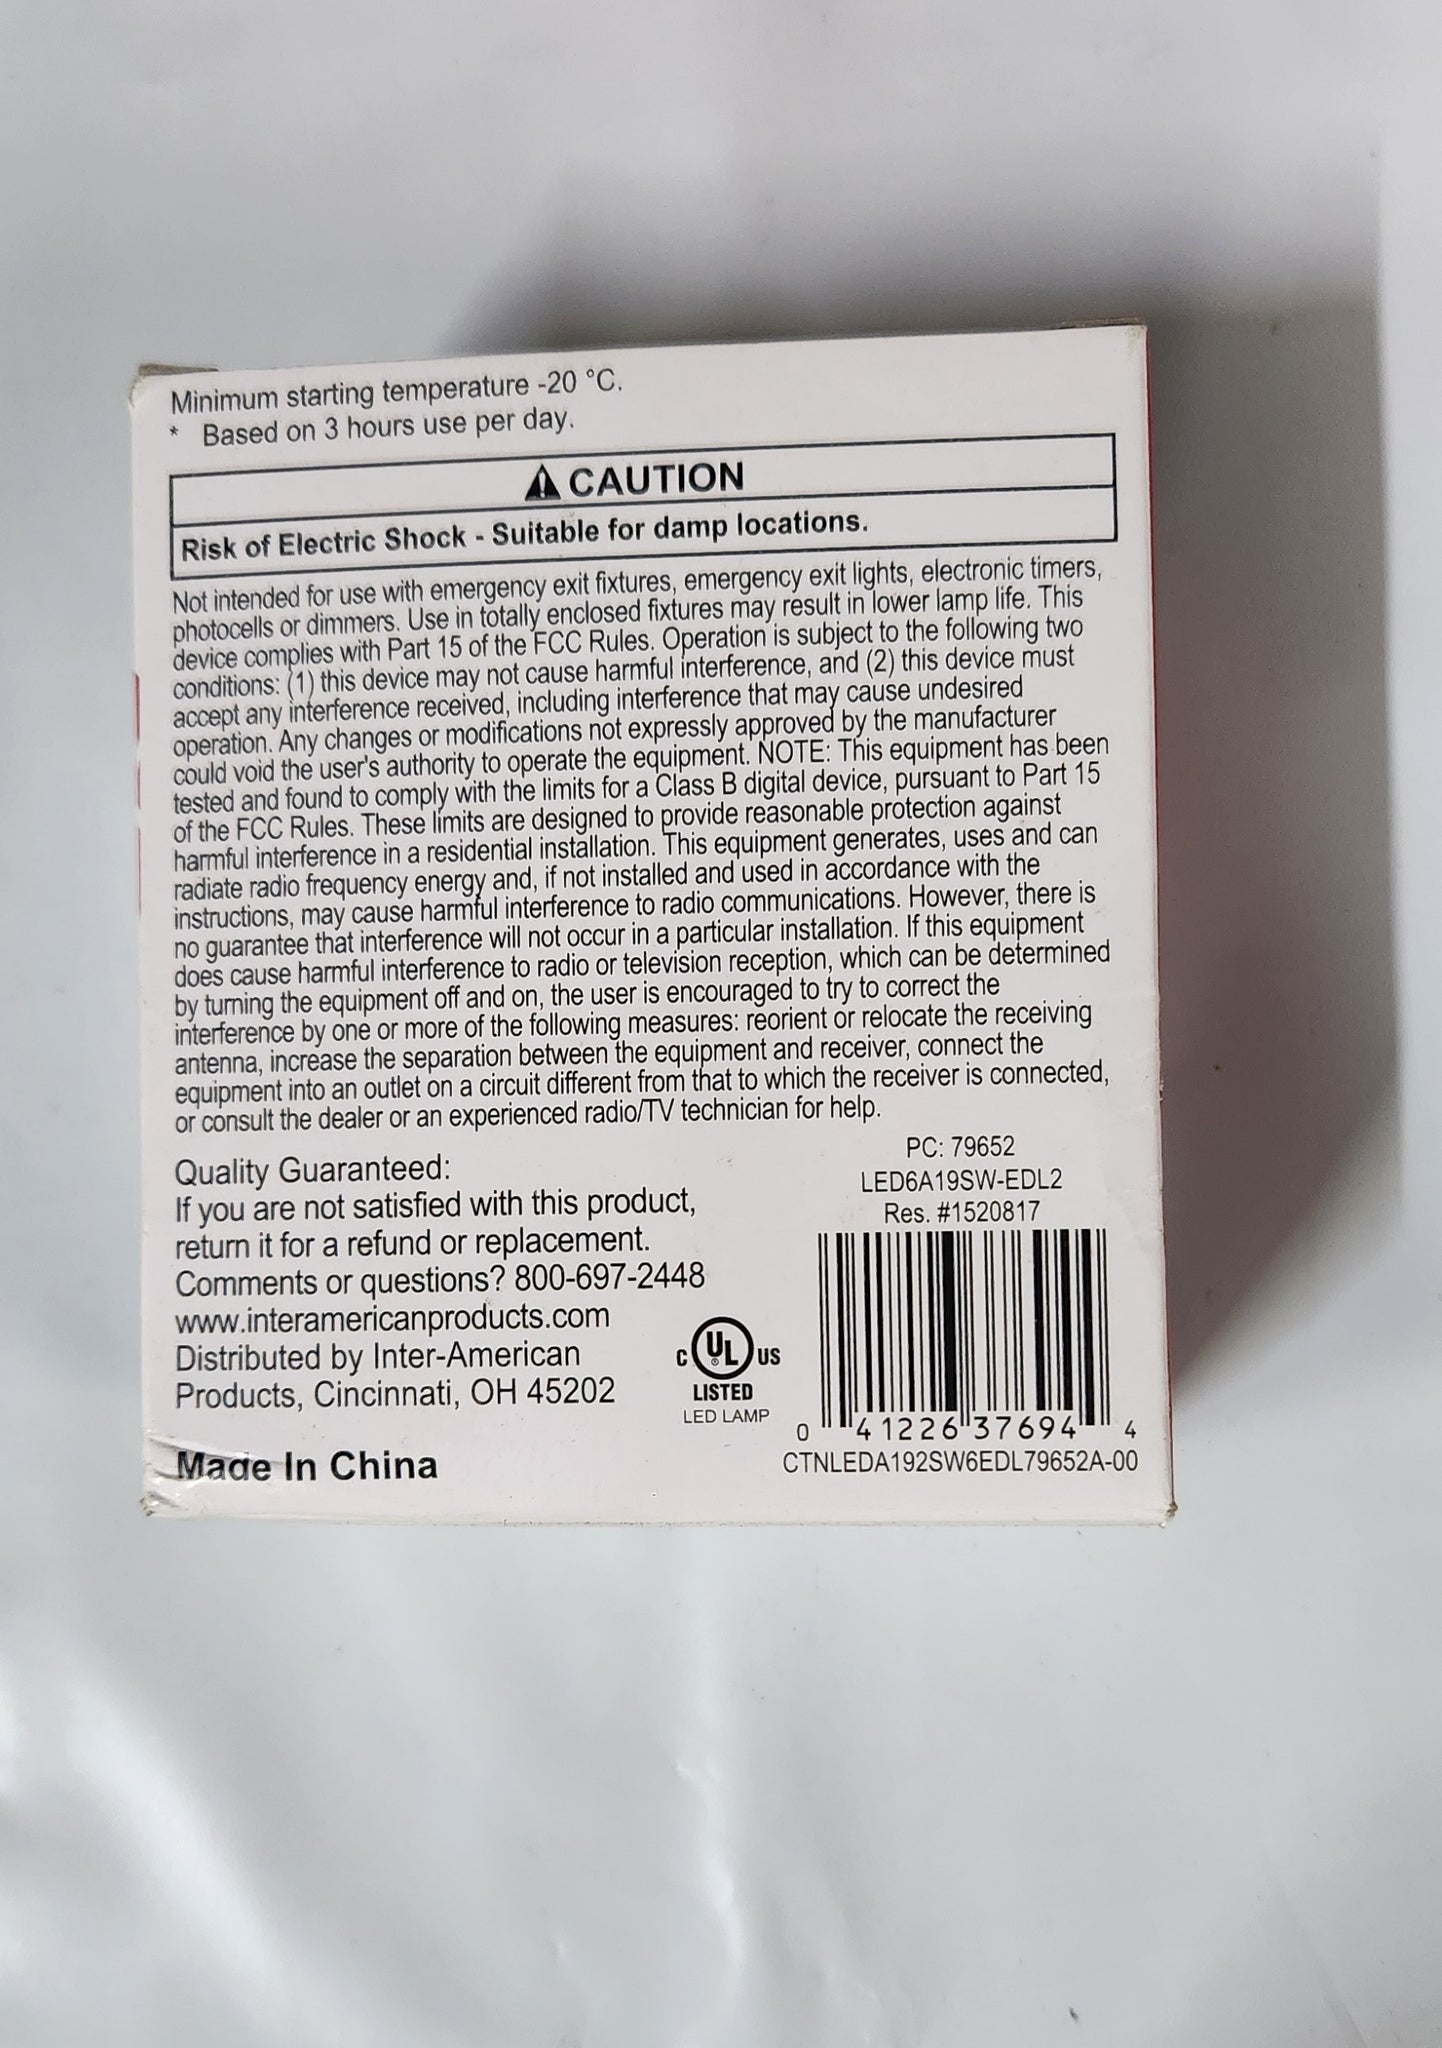 Minimum starting temperature -20 °C.
* Based on 3 hours use per day.
CAUTION
Risk of Electric Shock - Suitable for damp locations.
Not intended for use with emergency exit fixtures, emergency exit lights, electronic timers,
photocells or dimmers. Use in totally enclosed fixtures may result in lower lamp life. This
device complies with Part 15 of the FCC Rules. Operation is subject to the following two
conditions: (1) this device may not cause harmful interference, and (2) this device must
accept any interference received, including interference that may cause undesired
operation. Any changes or modifications not expressly approved by the manufacturer
could void the user's authority to operate the equipment. NOTE: This equipment has been
tested and found to comply with the limits for a Class B digital device, pursuant to Part 15
of the FCC Rules. These limits are designed to provide reasonable protection against
harmful interference in a residential installation. This equipment generates, uses and can
radiate radio frequency energy and, if not installed and used in accordance with the
instructions, may cause harmful interference to radio communications. However, there is
no guarantee that interference will not occur in a particular installation. If this equipment
does cause harmful interference to radio or television reception, which can be determined
by turning the equipment off and on, the user is encouraged to try to correct the
interference by one or more of the following measures: reorient or relocate the receiving
antenna, increase the separation between the equipment and receiver, connect the
equipment into an outlet on a circuit different from that to which the receiver is connected,
or consult the dealer or an experienced radio/TV technician for help.
Quality Guaranteed:
If you are not satisfied with this product,
return it for a refund or replacement.
Comments or questions? 800-697-2448
www.interamericanproducts.com
Distributed by Inter-American
Products, Cincinnati, OH 45202
Made In China
C UL ® US
LISTED
LED LAMP
PC: 79652
LED6A19SW-EDL2
Res. #1520817
0 41226 37694 4
CTNLEDA192SW6EDL79652A-00